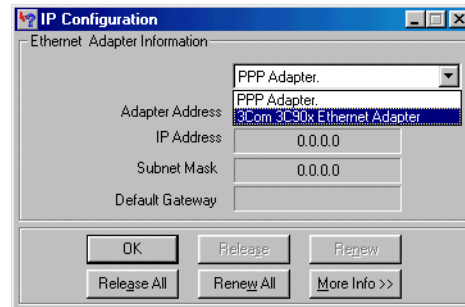 IP Configuration
Ethernet Adapter Information
PPP Adapter.
PPP Adapter.
3Com 3C90x Ethernet Adapter
Adapter Address
IP Address 0.0.0.0
Subnet Mask 0.0.0.0
Default Gateway
OK Release Renew
Release All Renew All More Info >>